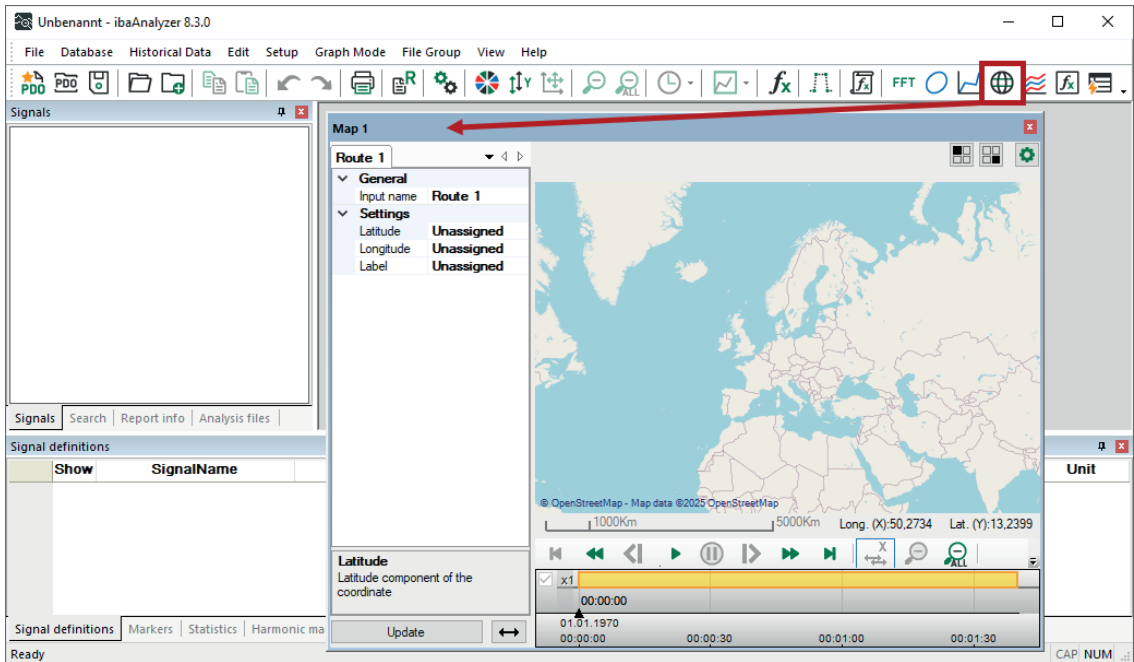 Unbenannt - ibaAnalyzer 8.3.0
File Database Historical Data Edit Setup Graph Mode File Group View Help
PDO PDO R Y ALL fx fx FFT fx
Signals
Map 1
Route 1
General
Input name Route 1
Settings
Latitude Unassigned
Longitude Unassigned
Label Unassigned
© OpenStreetMap - Map data ©2025 OpenStreetMap
1000Km 5000Km Long. (X):50,2734 Lat. (Y):13,2399
X ALL
Latitude
Latitude component of the
coordinate
Update
x1
00:00:00
01.01.1970
00:00:00 00:00:30 00:01:00 00:01:30
Signals Search Report info Analysis files
Signal definitions
Show SignalName Unit
Signal definitions Markers Statistics Harmonic ma
Ready CAP NUM